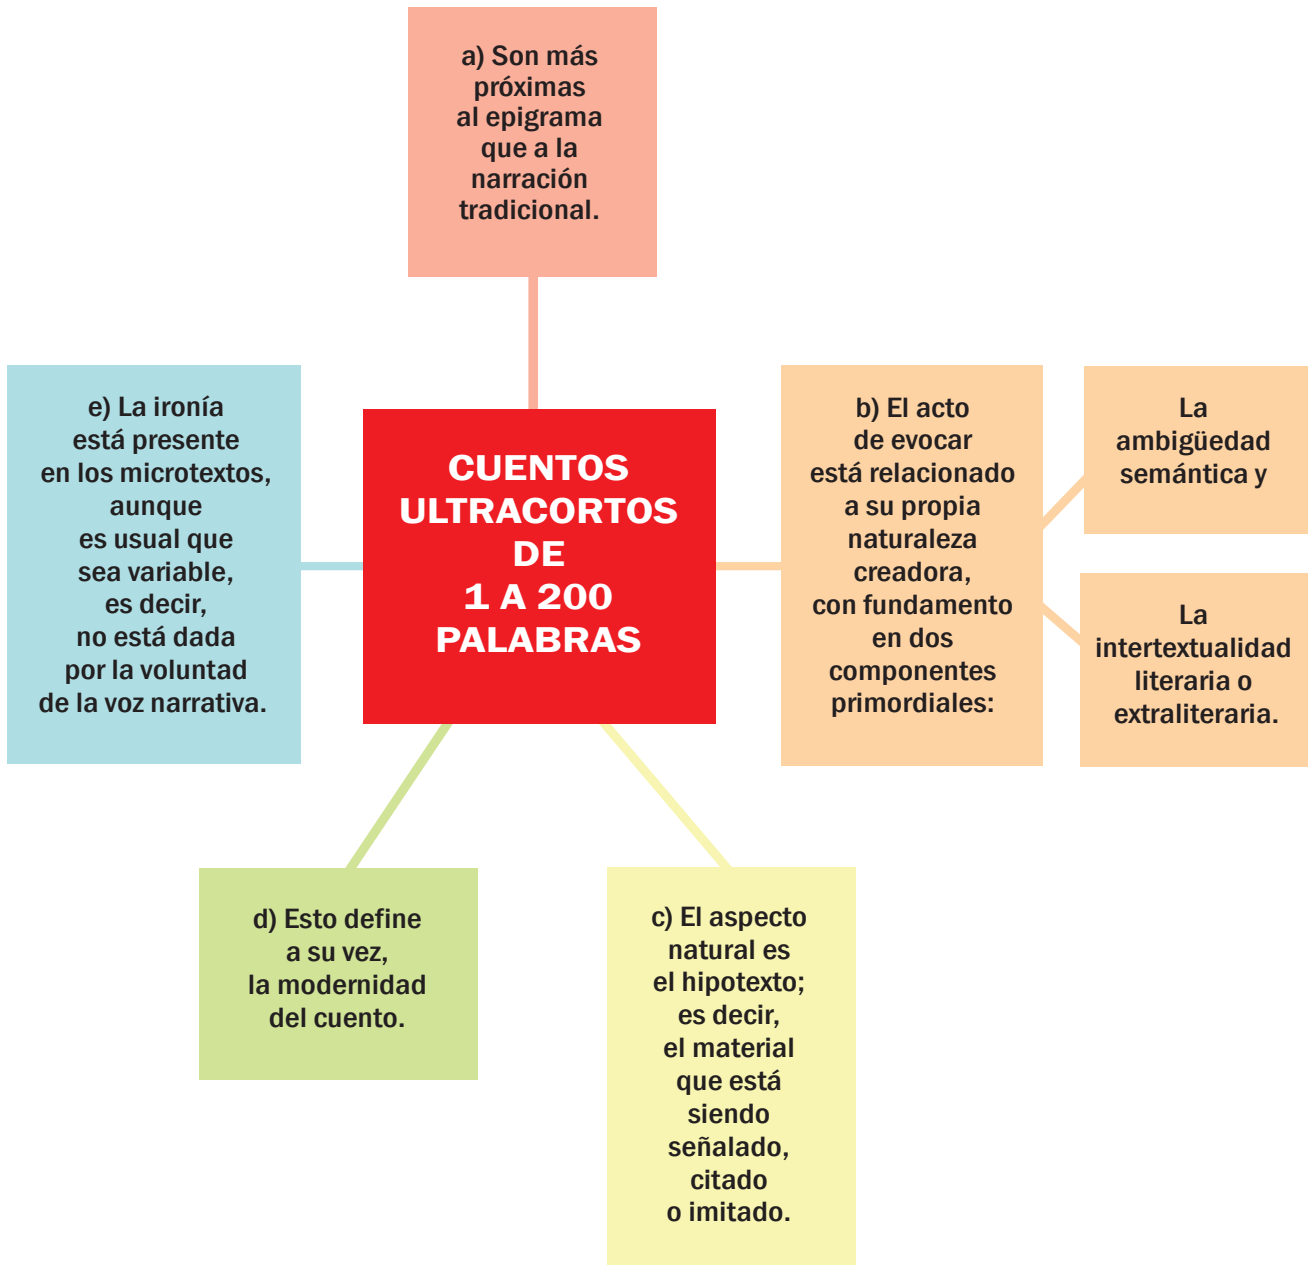 a) Son más
próximas
al epigrama
que a la
narración
tradicional.
CUENTOS
ULTRACORTOS
DE
1 A 200
PALABRAS
b) El acto
de evocar
está relacionado
a su propia
naturaleza
creadora,
con fundamento
en dos
componentes
primordiales:
La
ambigüedad
semántica y
La
intertextualidad
literaria o
extraliteraria.
c) El aspecto
natural es
el hipotexto;
es decir,
el material
que está
siendo
señalado,
citado
o imitado.
d) Esto define
a su vez,
la modernidad
del cuento.
e) La ironía
está presente
en los microtextos,
aunque
es usual que
sea variable,
es decir,
no está dada
por la voluntad
de la voz narrativa.